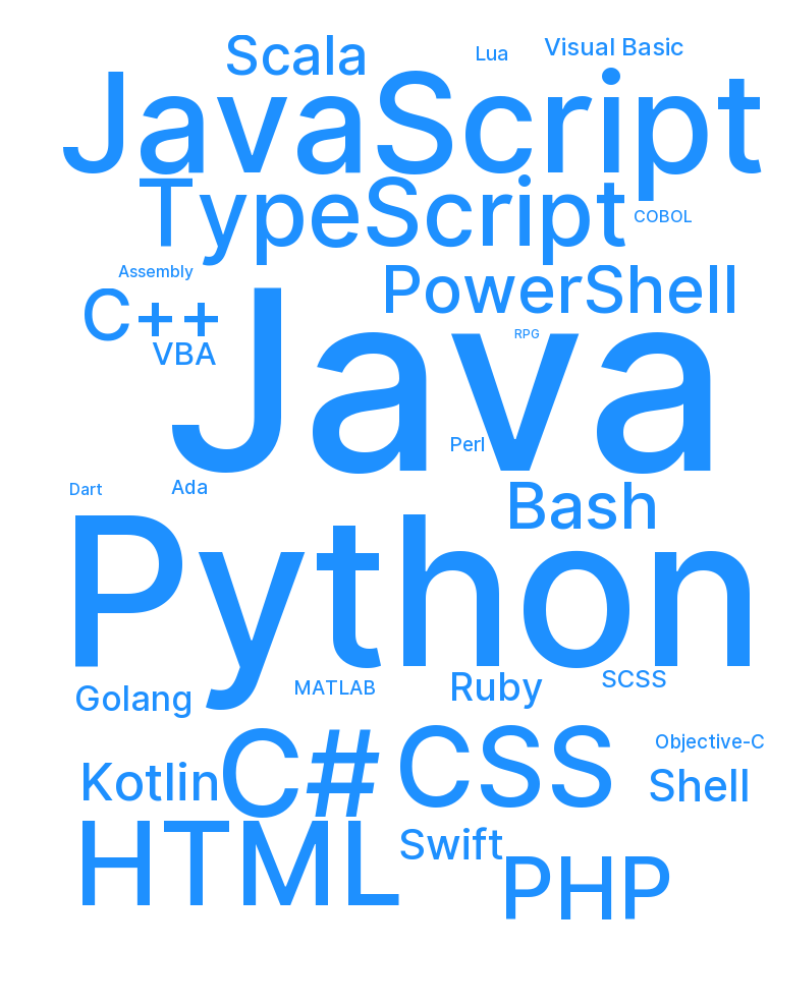 Scala
Lua
Visual Basic
JavaScript
TypeScript
COBOL
Assembly
PowerShell
C++
VBA
RPG
Java
Perl
Dart
Ada
Bash
Python
Golang
MATLAB
Ruby
SCSS
Objective-C
Kotlin
C#
CSS
Shell
HTML
Swift
PHP